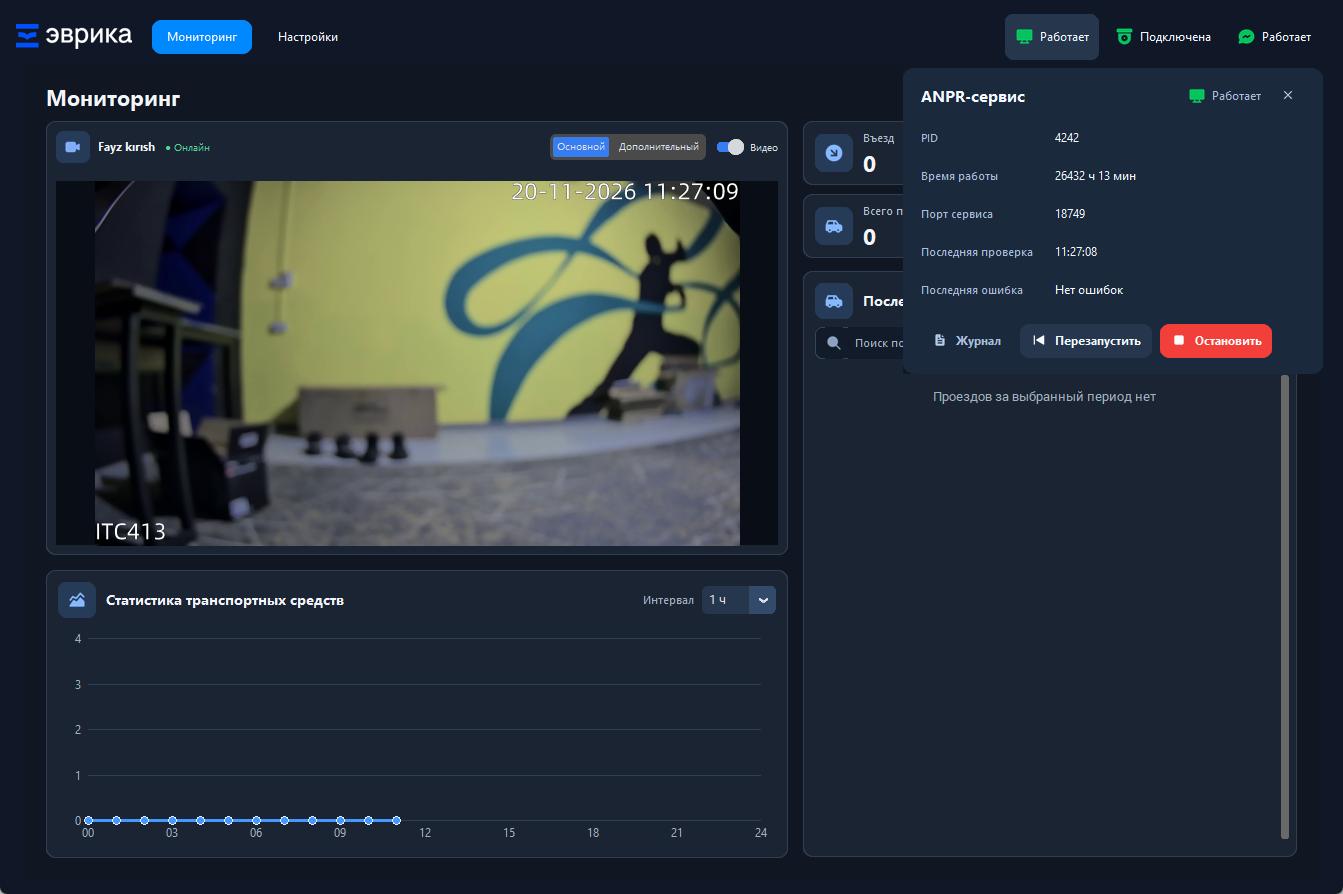 эврика
Мониторинг
Настройки
Работает
Подключена
Работает
Мониторинг
Fayz kırısh
Онлайн
Основной
Дополнительный
Видео
20-11-2026 11:27:09
ITC413
Въезд
0
Всего п
0
После
Поиск по
Проездов за выбранный период нет
ANPR-сервис
Работает
PID
4242
Время работы
26432 ч 13 мин
Порт сервиса
18749
Последняя проверка
11:27:08
Последняя ошибка
Нет ошибок
Журнал
Перезапустить
Остановить
Статистика транспортных средств
Интервал
1 ч
4
3
2
1
0
00 03 06 09 12 15 18 21 24